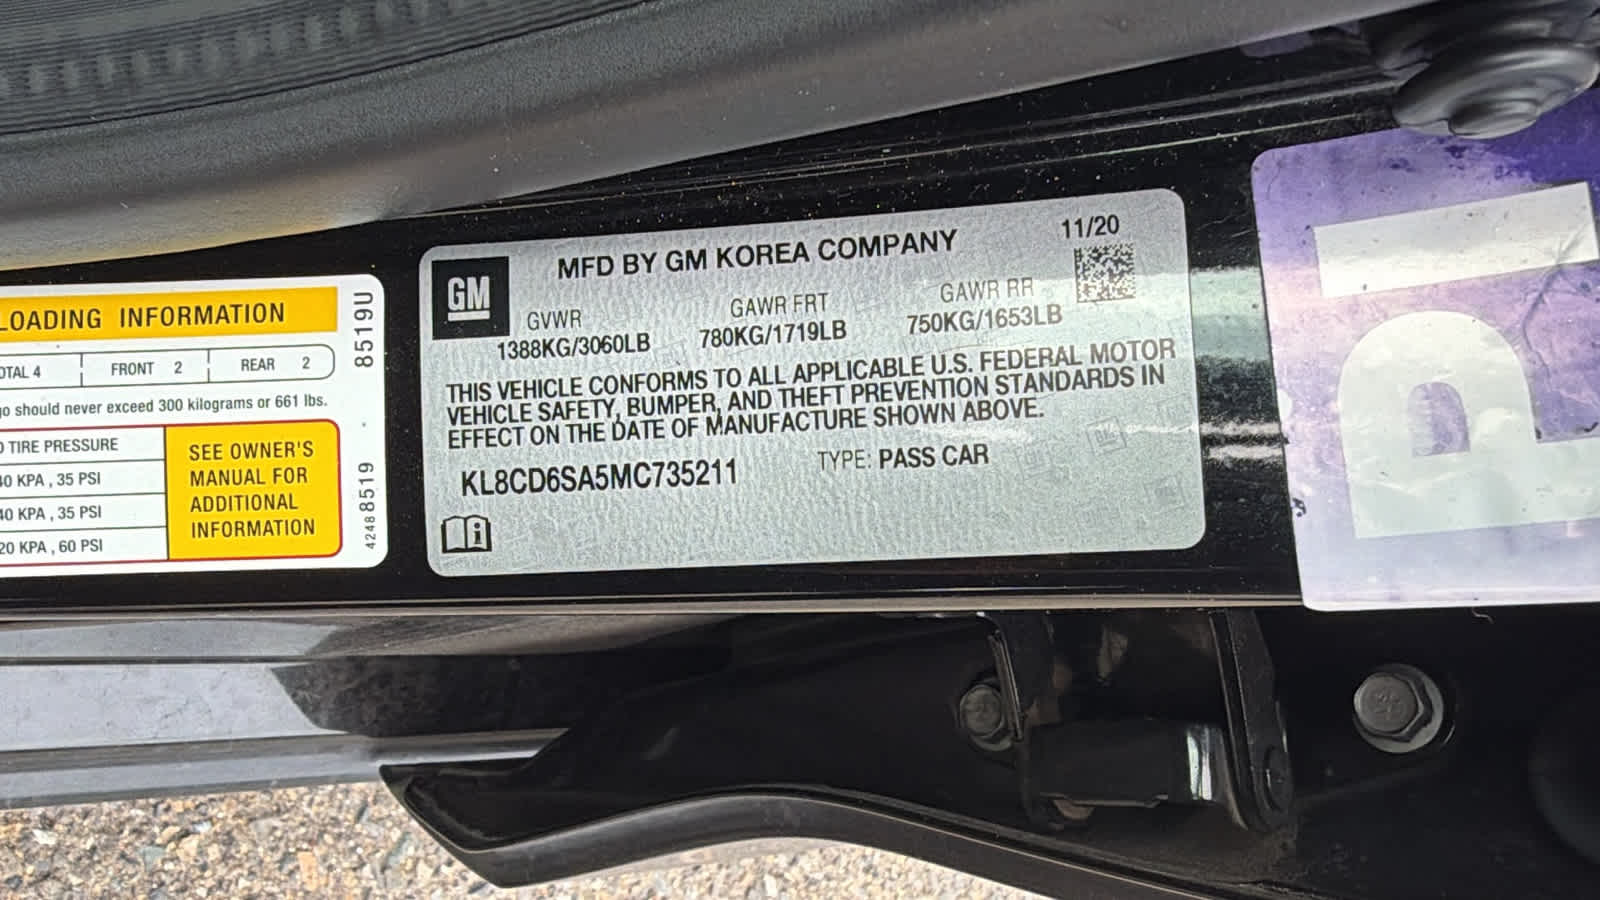 LOADING INFORMATION
TOTAL 4 FRONT 2 REAR 2
go should never exceed 300 kilograms or 661 lbs.
TIRE PRESSURE
40 KPA , 35 PSI
40 KPA , 35 PSI
20 KPA , 60 PSI
SEE OWNER'S
MANUAL FOR
ADDITIONAL
INFORMATION
8519U
42488519
GM
MFD BY GM KOREA COMPANY
11/20
GVWR GAWR FRT GAWR RR
1388KG/3060LB 780KG/1719LB 750KG/1653LB
THIS VEHICLE CONFORMS TO ALL APPLICABLE U.S. FEDERAL MOTOR
VEHICLE SAFETY, BUMPER, AND THEFT PREVENTION STANDARDS IN
EFFECT ON THE DATE OF MANUFACTURE SHOWN ABOVE.
KL8CD6SA5MC735211 TYPE: PASS CAR